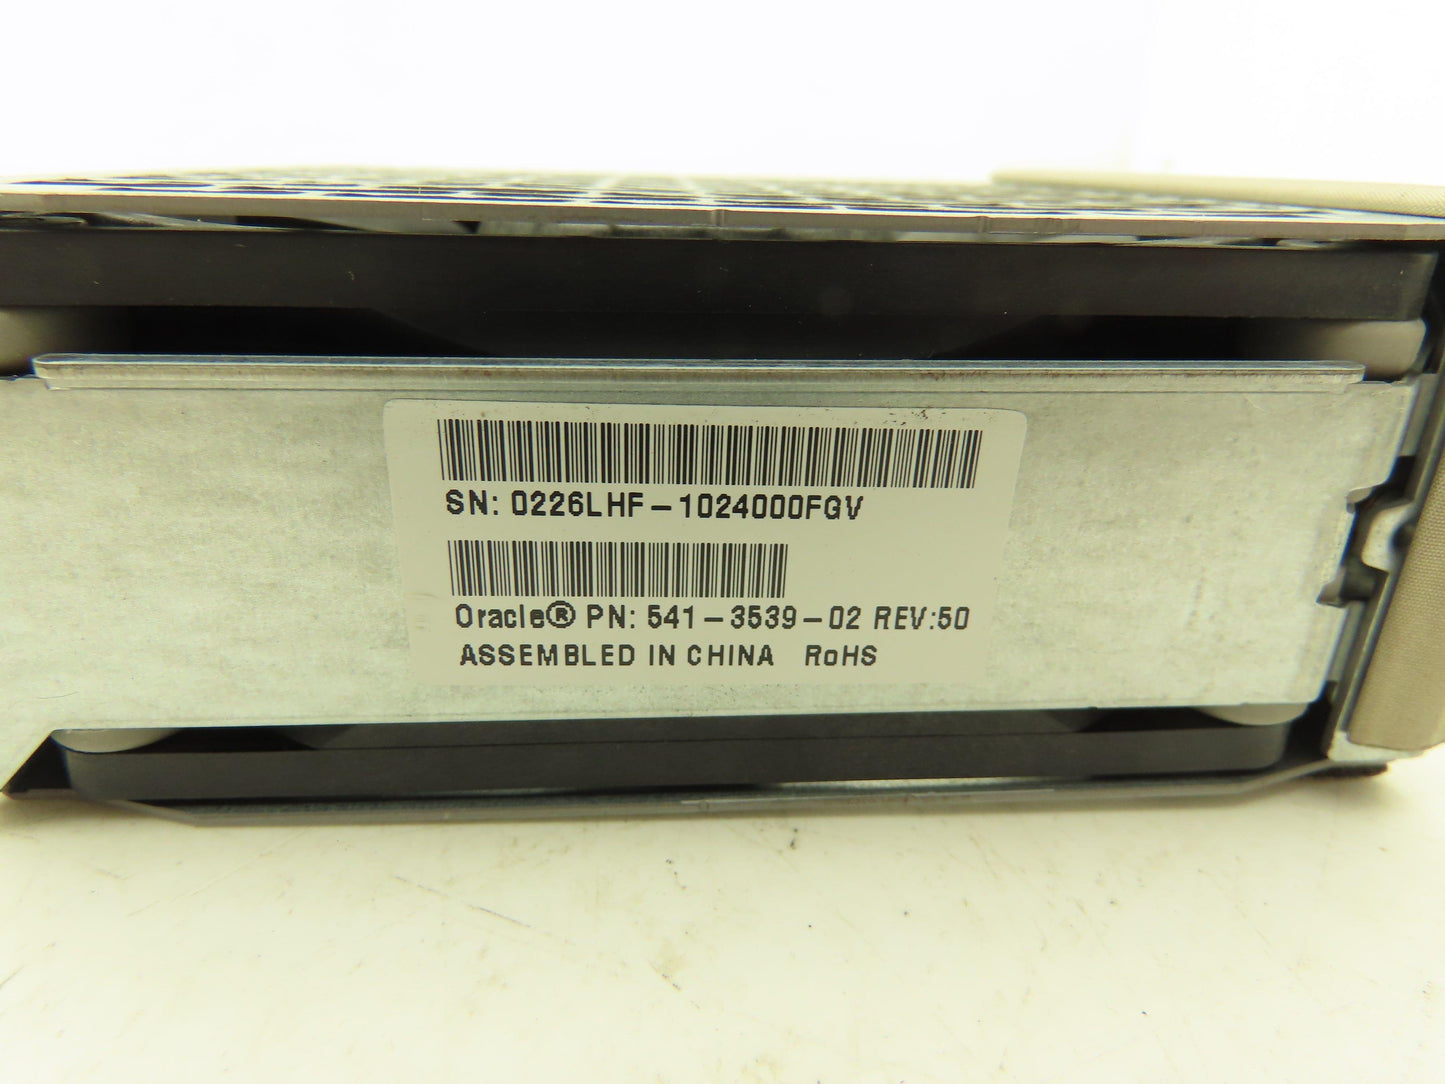 SN: 0226LHF-1024000FGV
Oracle® PN: 541-3539-02 REV:50
ASSEMBLED IN CHINA RoHS